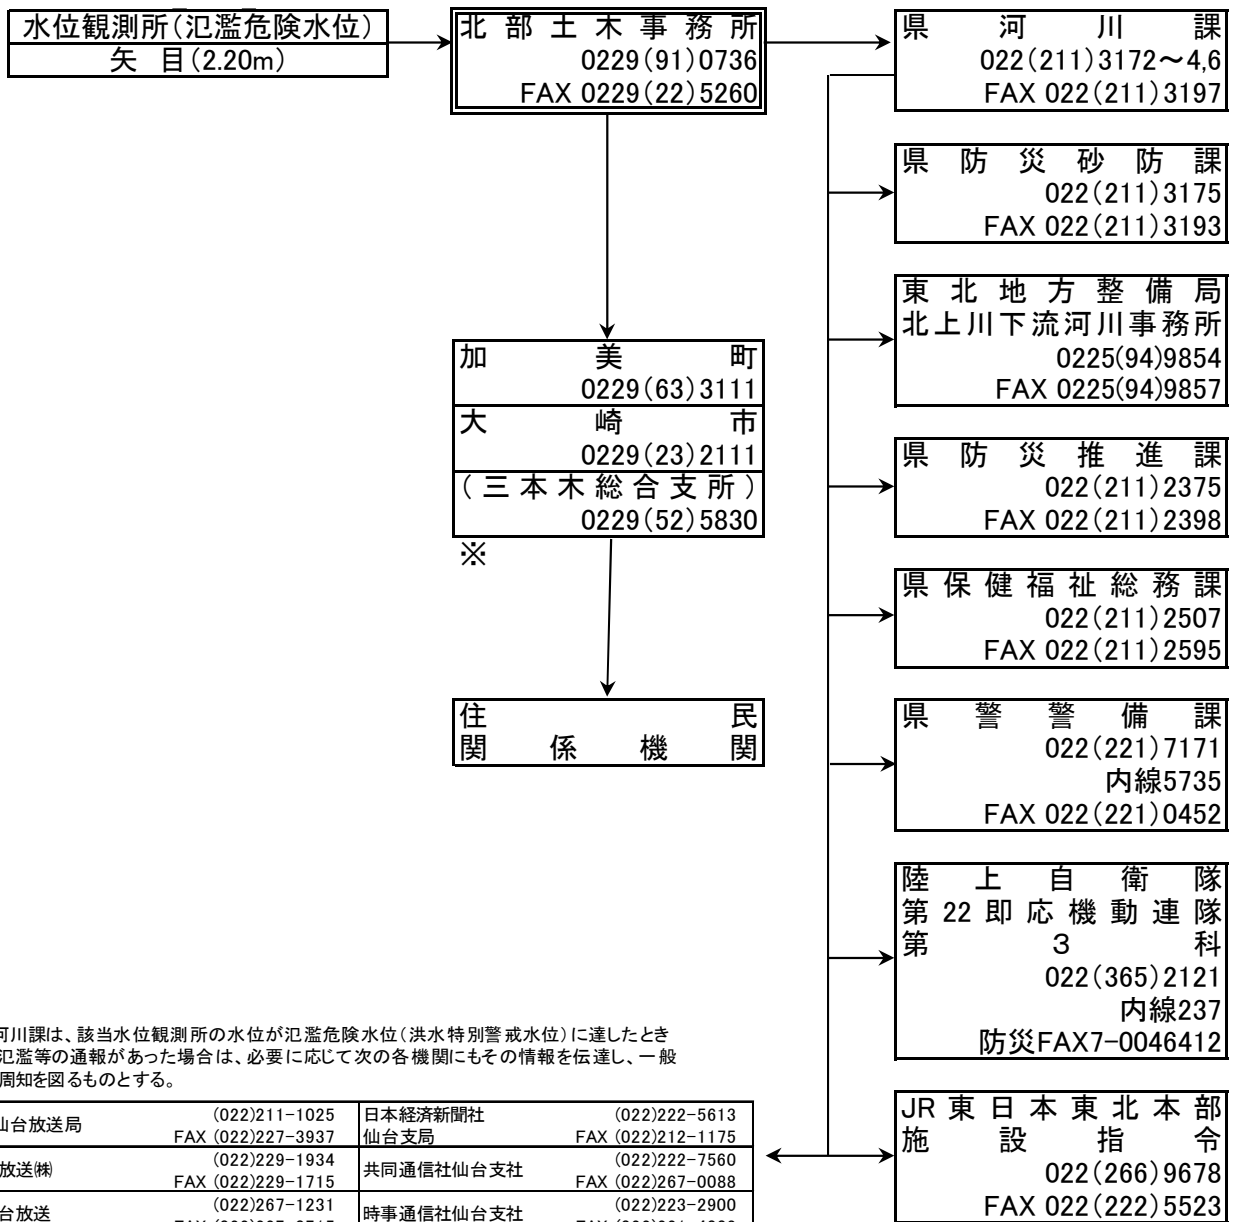 水位観測所(氾濫危険水位)
矢 目(2.20m)
北部土木事務所
0229(91)0736
FAX 0229(22)5260
加美町
0229(63)3111
大崎市
0229(23)2111
(三本木総合支所)
0229(52)5830
※
住民
関係機関
県河川課
022(211)3172～4,6
FAX 022(211)3197
県防災砂防課
022(211)3175
FAX 022(211)3193
東北地方整備局
北上川下流河川事務所
0225(94)9854
FAX 0225(94)9857
県防災推進課
022(211)2375
FAX 022(211)2398
県保健福祉総務課
022(211)2507
FAX 022(211)2595
県警警備課
022(221)7171
内線5735
FAX 022(221)0452
陸上自衛隊
第22即応機動連隊
第3科
022(365)2121
内線237
防災FAX7-0046412
JR東日本東北本部
施設指令
022(266)9678
FAX 022(222)5523
河川課は、該当水位観測所の水位が氾濫危険水位(洪水特別警戒水位)に達したとき
氾濫等の通報があった場合は、必要に応じて次の各機関にもその情報を伝達し、一般
周知を図るものとする。
仙台放送局 (022)211-1025 FAX (022)227-3937
日本経済新聞社 仙台支局 (022)222-5613 FAX (022)212-1175
放送㈱ (022)229-1934 FAX (022)229-1715
共同通信社仙台支社 (022)222-7560 FAX (022)267-0088
台放送 (022)267-1231
時事通信社仙台支社 (022)223-2900